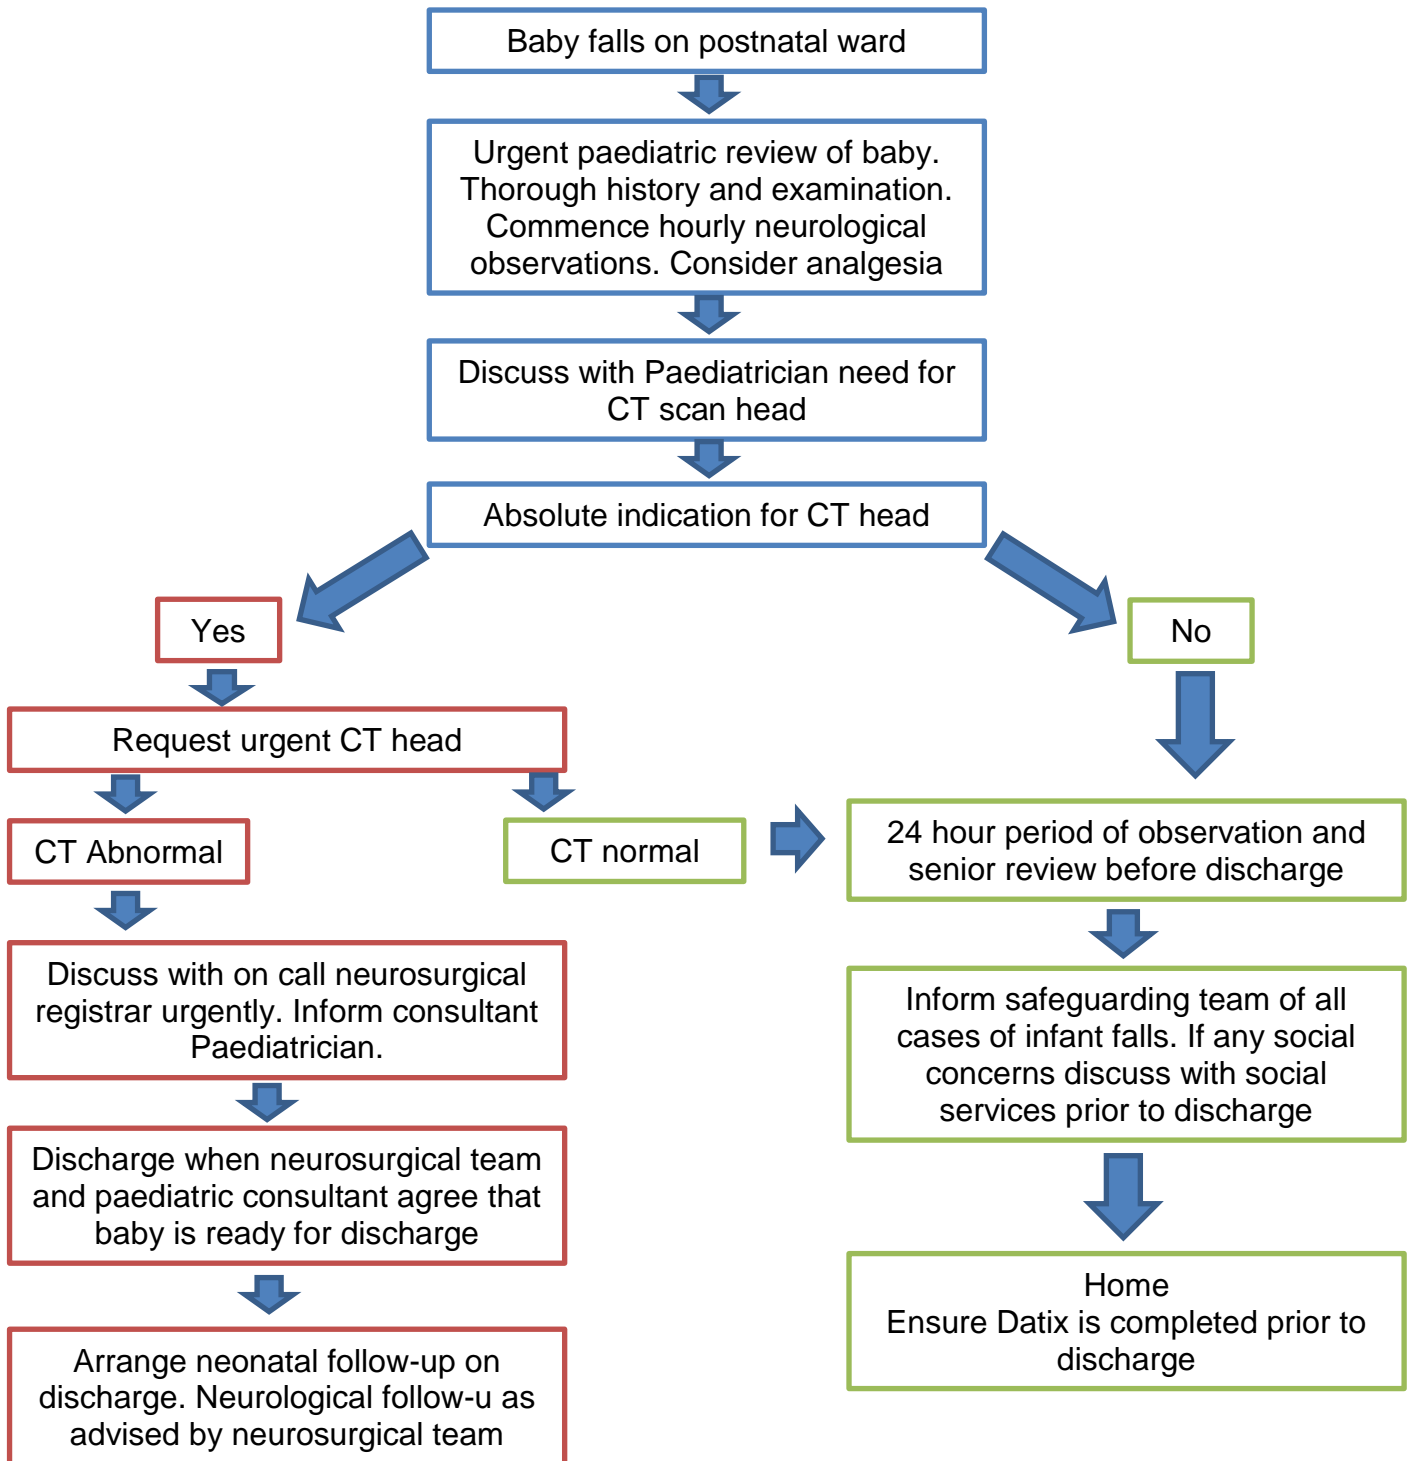 Baby falls on postnatal ward
Urgent paediatric review of baby.
Thorough history and examination.
Commence hourly neurological
observations. Consider analgesia
Discuss with Paediatrician need for
CT scan head
Absolute indication for CT head
Yes
No
Request urgent CT head
CT Abnormal
CT normal
24 hour period of observation and
senior review before discharge
Discuss with on call neurosurgical
registrar urgently. Inform consultant
Paediatrician.
Inform safeguarding team of all
cases of infant falls. If any social
concerns discuss with social
services prior to discharge
Discharge when neurosurgical team
and paediatric consultant agree that
baby is ready for discharge
Home
Ensure Datix is completed prior to
discharge
Arrange neonatal follow-up on
discharge. Neurological follow-u as
advised by neurosurgical team